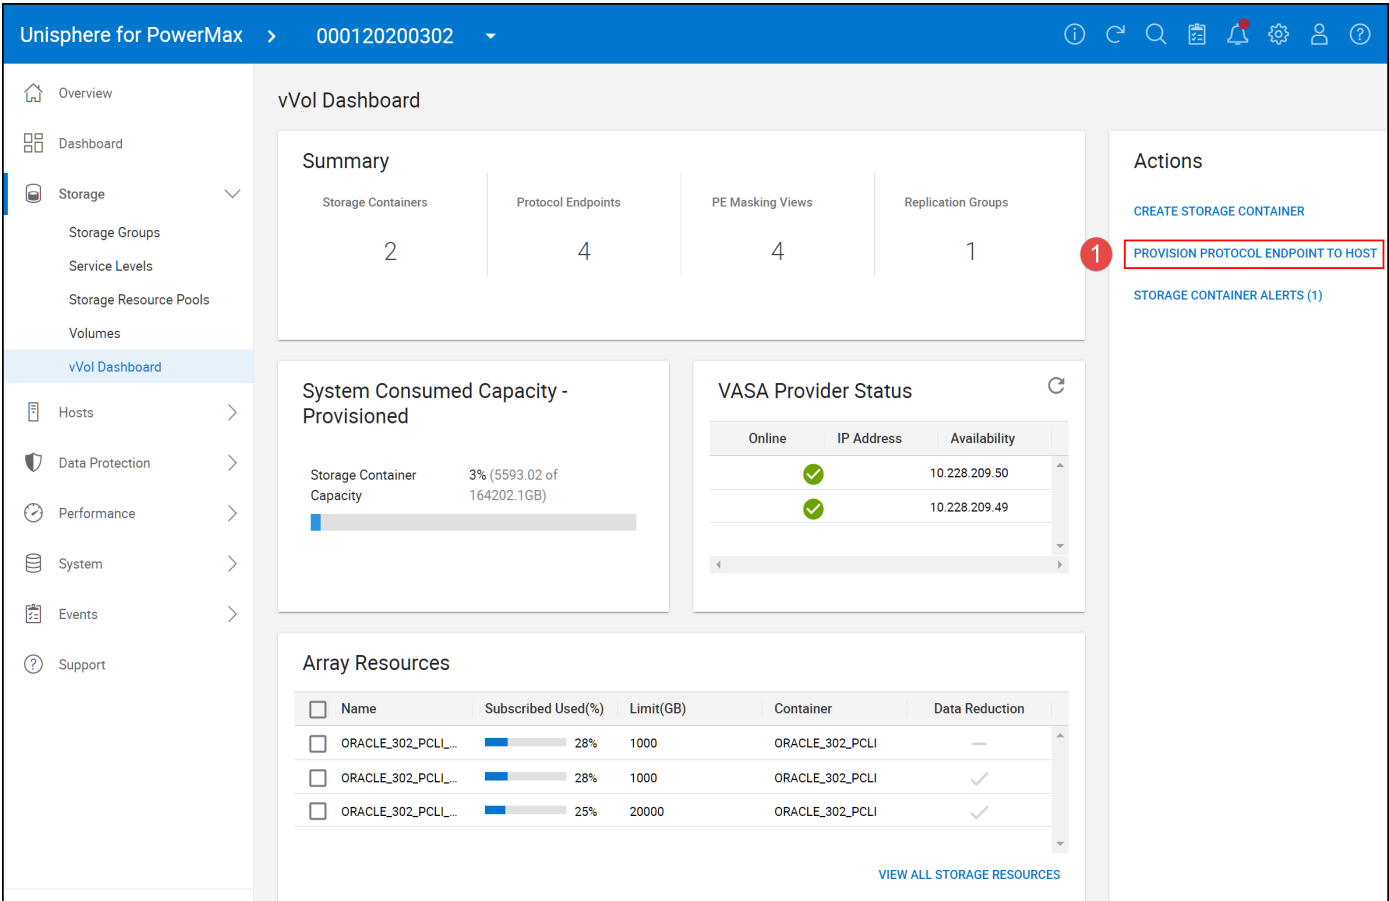 Unisphere for PowerMax > 000120200302
Overview
Dashboard
Storage
Storage Groups
Service Levels
Storage Resource Pools
Volumes
vVol Dashboard
Hosts
Data Protection
Performance
System
Events
Support
vVol Dashboard
Summary
Storage Containers Protocol Endpoints PE Masking Views Replication Groups
2 4 4 1
Actions
CREATE STORAGE CONTAINER
1 PROVISION PROTOCOL ENDPOINT TO HOST
STORAGE CONTAINER ALERTS (1)
System Consumed Capacity -
Provisioned
Storage Container 3% (5593.02 of
Capacity 164202.1GB)
VASA Provider Status
Online IP Address Availability
10.228.209.50
10.228.209.49
Array Resources
Name Subscribed Used(%) Limit(GB) Container Data Reduction
ORACLE_302_PCLI_... 28% 1000 ORACLE_302_PCLI —
ORACLE_302_PCLI_... 28% 1000 ORACLE_302_PCLI
ORACLE_302_PCLI_... 25% 20000 ORACLE_302_PCLI
VIEW ALL STORAGE RESOURCES